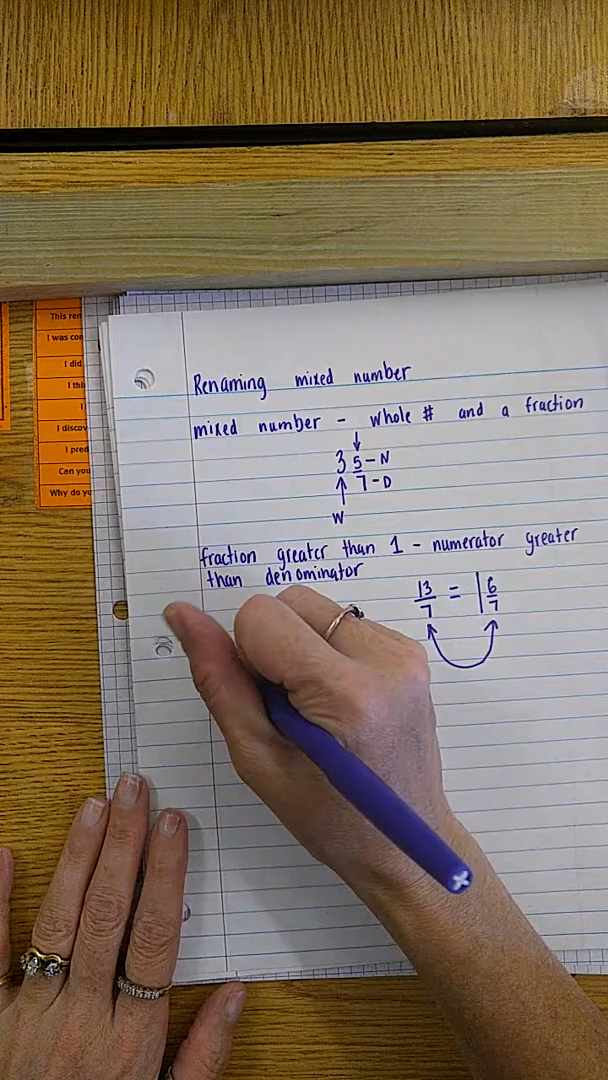 This rem
I was con
I did
I thi
I
I discov
I pred
Can you
Why do yo
Renaming mixed number
mixed number - whole # and a fraction
3 5/7
- N
- D
W
fraction greater than 1 - numerator greater
than denominator
13/7 = 1 6/7